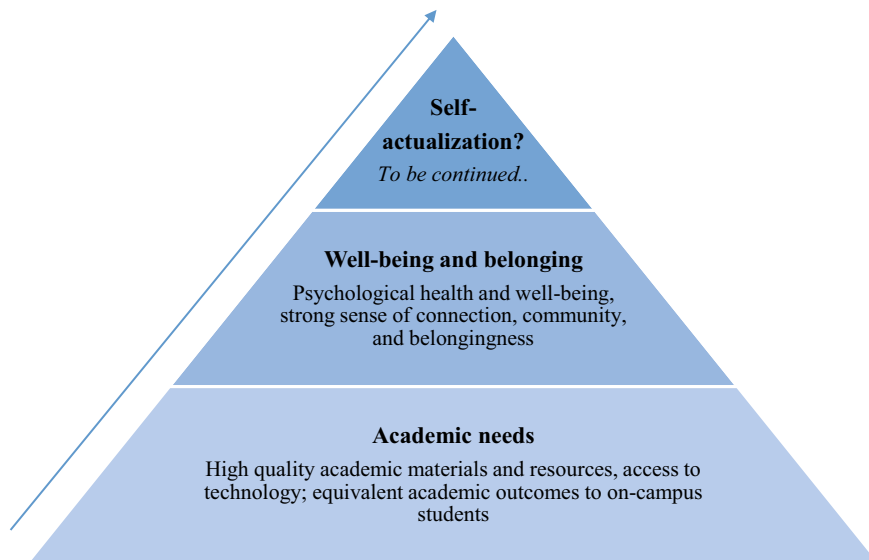 Self-
actualization?
To be continued..
Well-being and belonging
Psychological health and well-being,
strong sense of connection, community,
and belongingness
Academic needs
High quality academic materials and resources, access to
technology; equivalent academic outcomes to on-campus
students